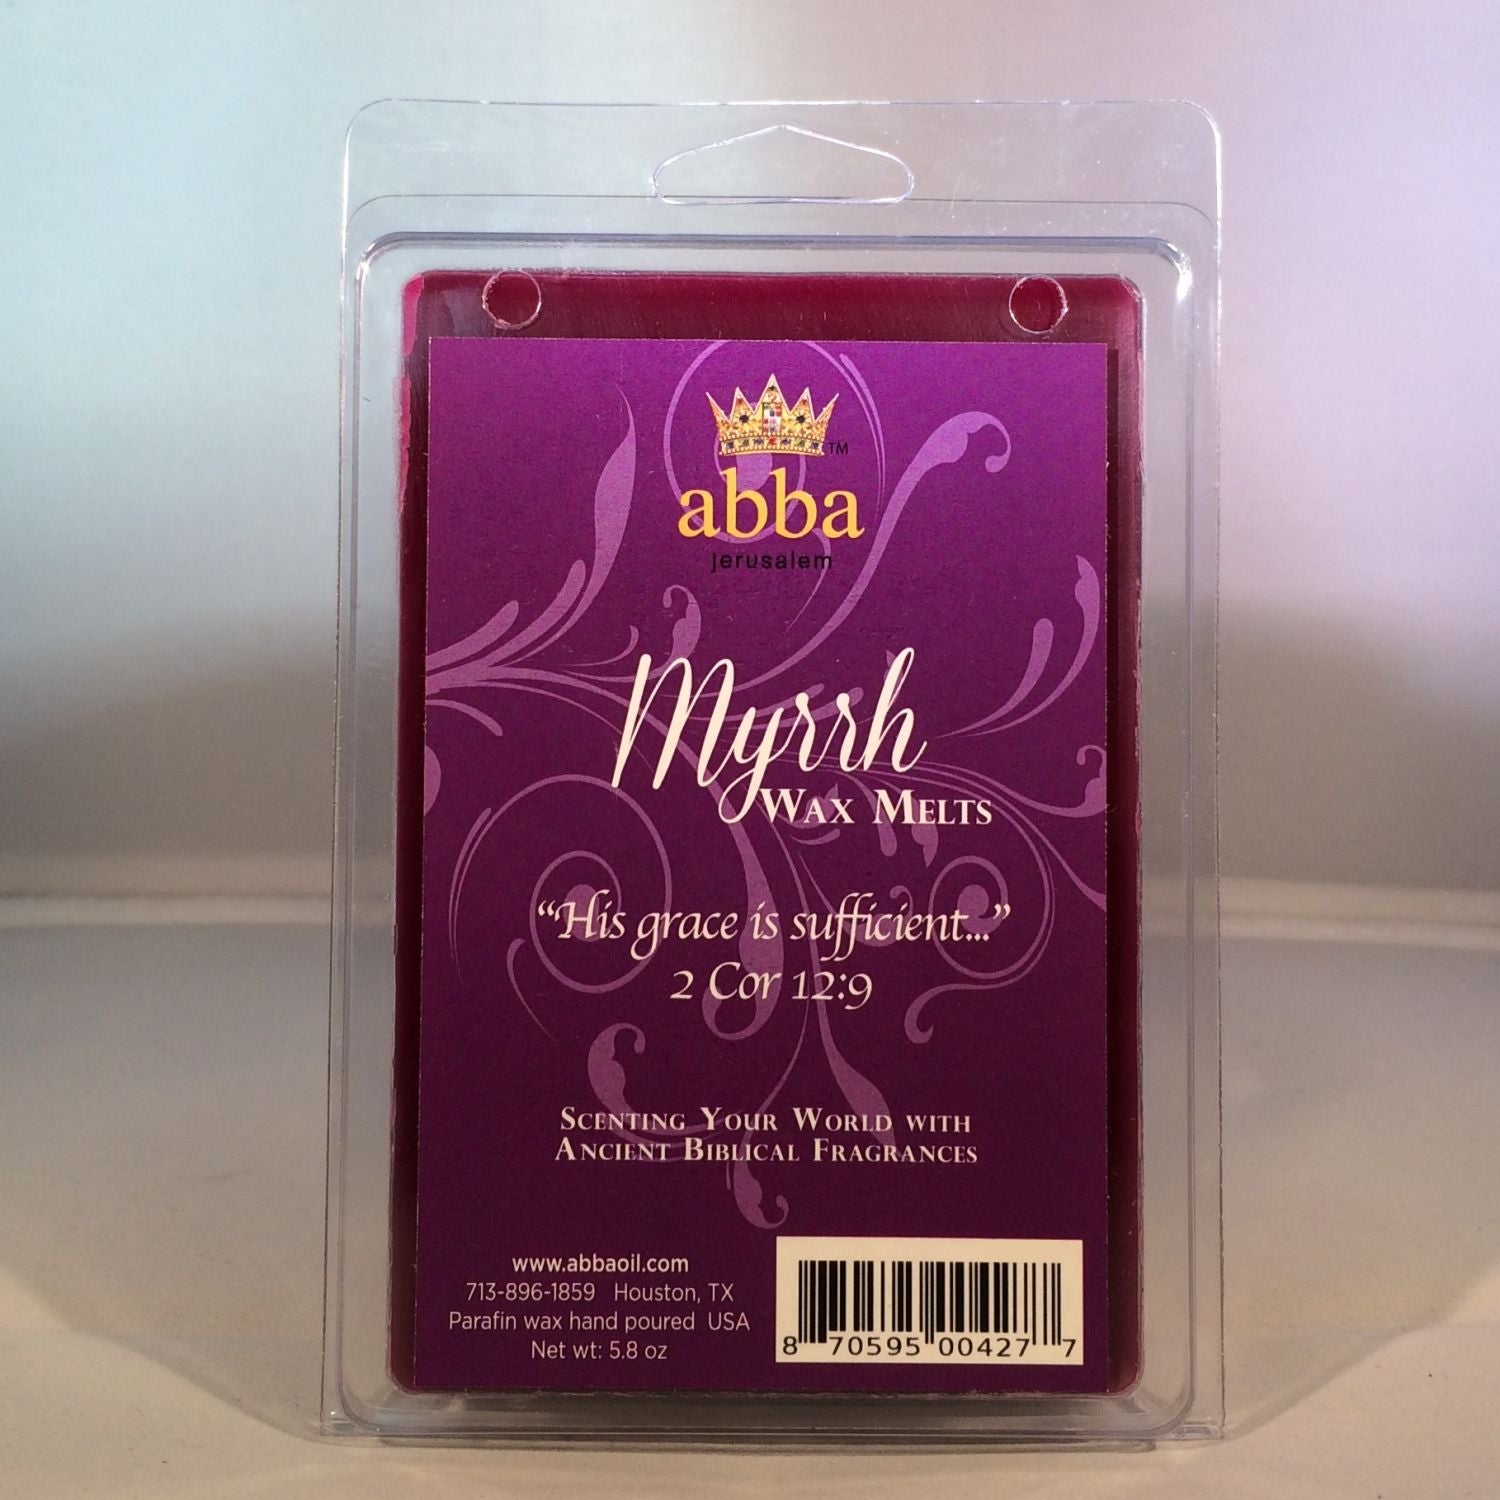 TM
abba
jerusalem
Myrrh
WAX MELTS
“His grace is sufficient...”
2 Cor 12:9
SCENTING YOUR WORLD WITH
ANCIENT BIBLICAL FRAGRANCES
www.abbaoil.com
713-896-1859 Houston, TX
Parafin wax hand poured USA
Net wt: 5.8 oz
8 70595 00427 7